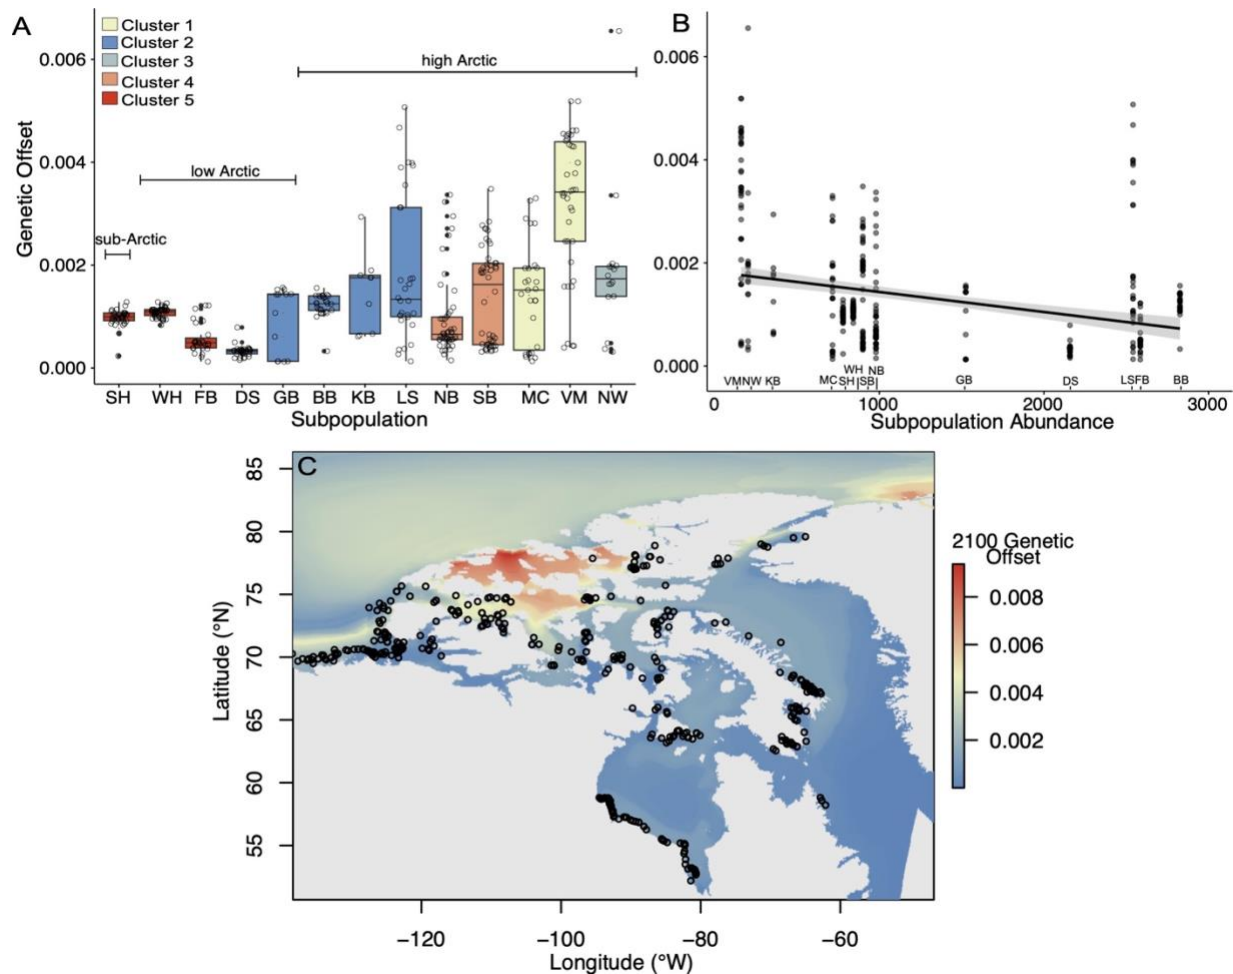 A
Cluster 1
Cluster 2
Cluster 3
Cluster 4
Cluster 5
high Arctic
low Arctic
sub-Arctic
0.006
0.004
0.002
0.000
Genetic Offset
SH WH FB DS GB BB KB LS NB SB MC VM NW
Subpopulation
B
0.006
0.004
0.002
0.000
WH NB
VM NW KB MC SH SB GB DS LS FB BB
0 1000 2000 3000
Subpopulation Abundance
C
85
80
75
70
65
60
55
Latitude (°N)
−120 −100 −80 −60
Longitude (°W)
2100 Genetic
Offset
0.008
0.006
0.004
0.002